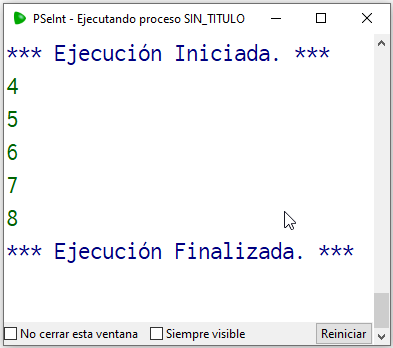 PSeInt - Ejecutando proceso SIN_TITULO
*** Ejecución Iniciada. ***
4
5
6
7
8
*** Ejecución Finalizada. ***
No cerrar esta ventana Siempre visible Reiniciar